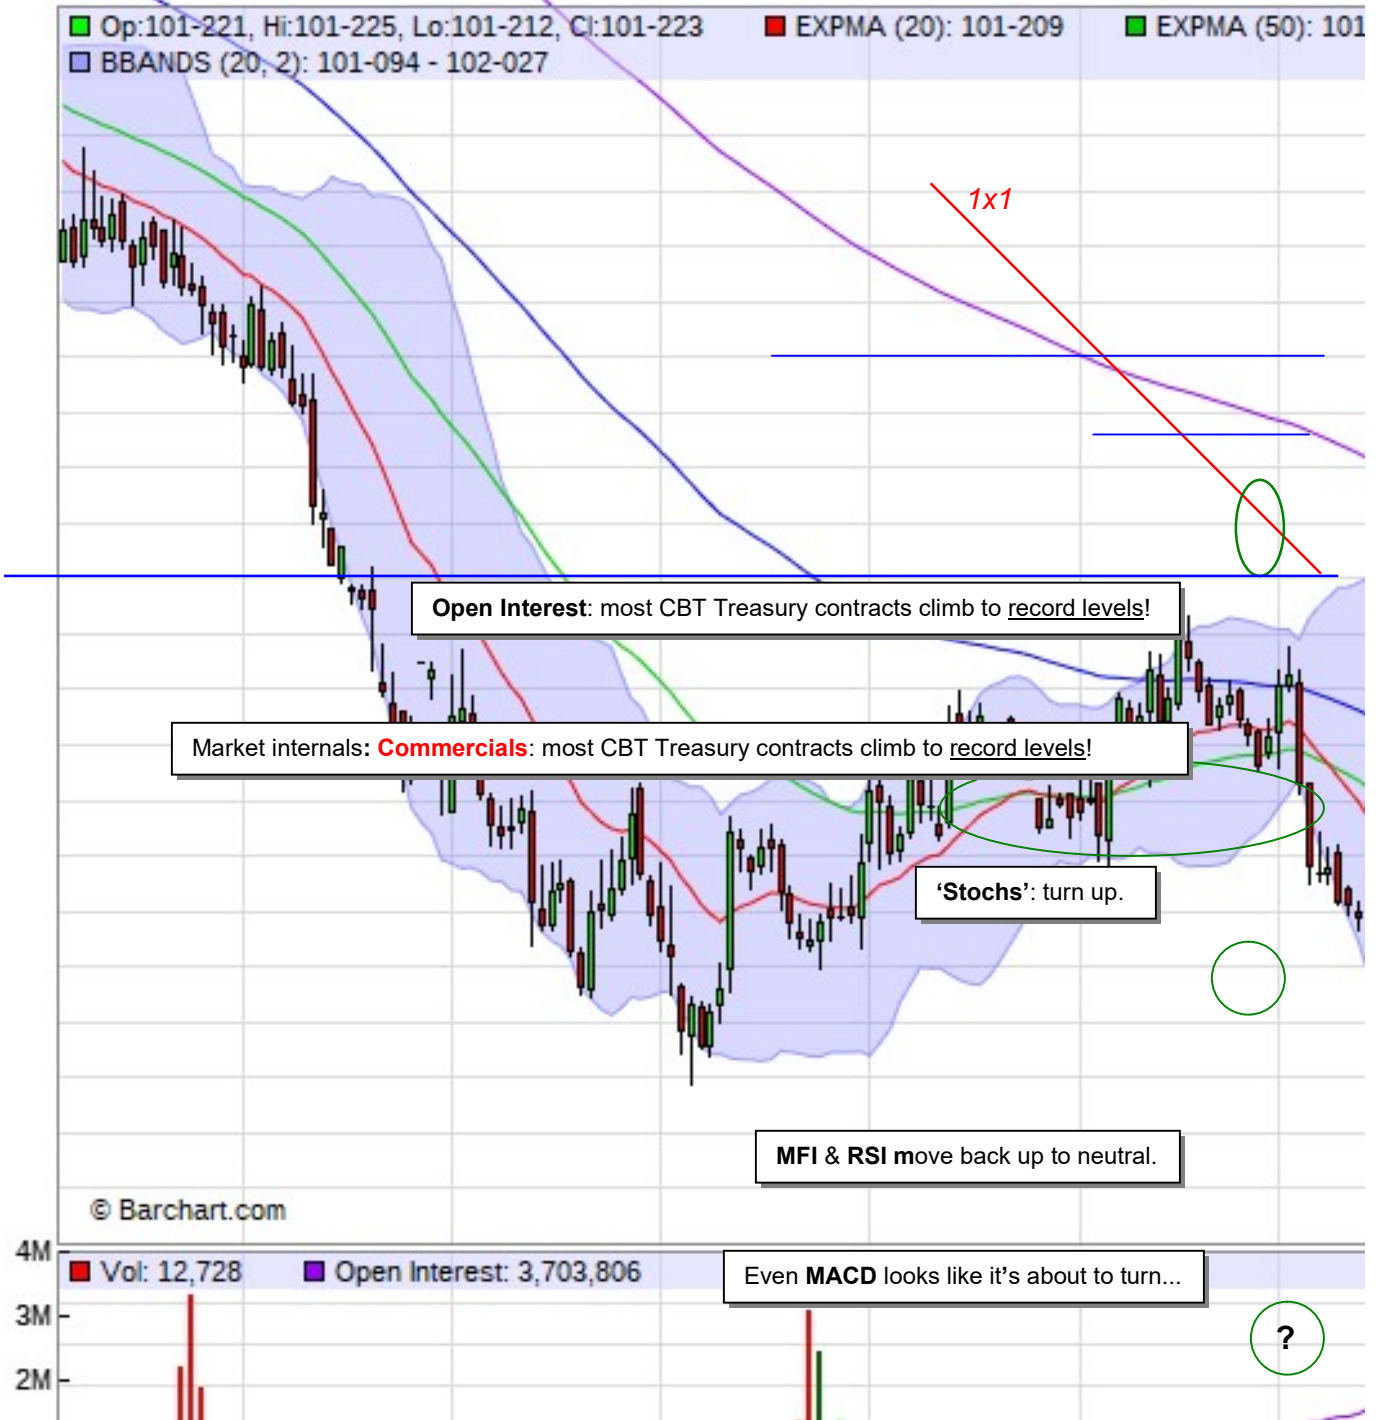 Op:101-221, Hi:101-225, Lo:101-212, Cl:101-223 EXPMA (20): 101-209 EXPMA (50): 101
BBANDS (20, 2): 101-094 - 102-027
1x1
Open Interest: most CBT Treasury contracts climb to record levels!
Market internals: Commercials: most CBT Treasury contracts climb to record levels!
‘Stochs’: turn up.
MFI & RSI move back up to neutral.
© Barchart.com
4M
Vol: 12,728 Open Interest: 3,703,806
Even MACD looks like it’s about to turn...
3M
?
2M